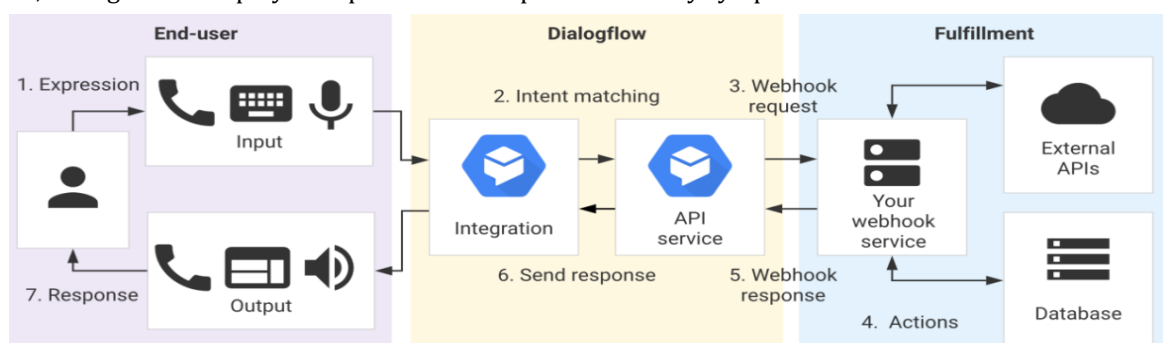 End-user
Dialogflow
Fulfillment
1. Expression
Input
2. Intent matching
Integration
API
service
3. Webhook
request
Your
webhook
service
External
APIs
Database
4. Actions
5. Webhook
response
6. Send response
Output
7. Response